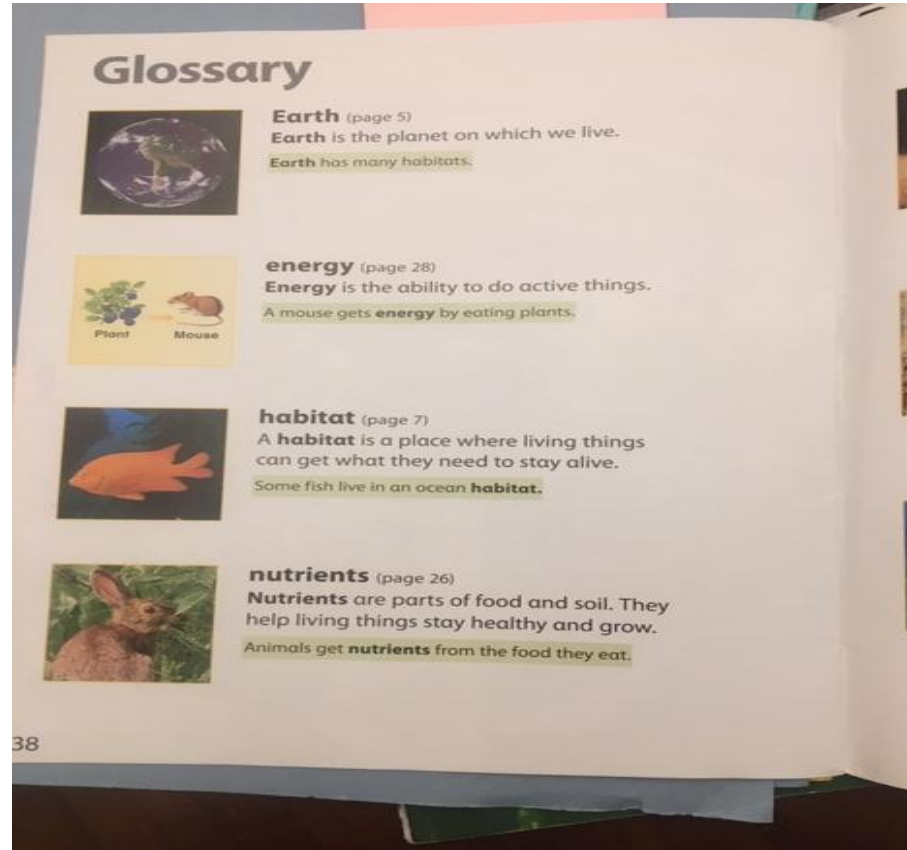 Glossary
Earth (page 5)
Earth is the planet on which we live.
Earth has many habitats.
energy (page 28)
Energy is the ability to do active things.
A mouse gets energy by eating plants.
Plant Mouse
habitat (page 7)
A habitat is a place where living things
can get what they need to stay alive.
Some fish live in an ocean habitat.
nutrients (page 26)
Nutrients are parts of food and soil. They
help living things stay healthy and grow.
Animals get nutrients from the food they eat.
38